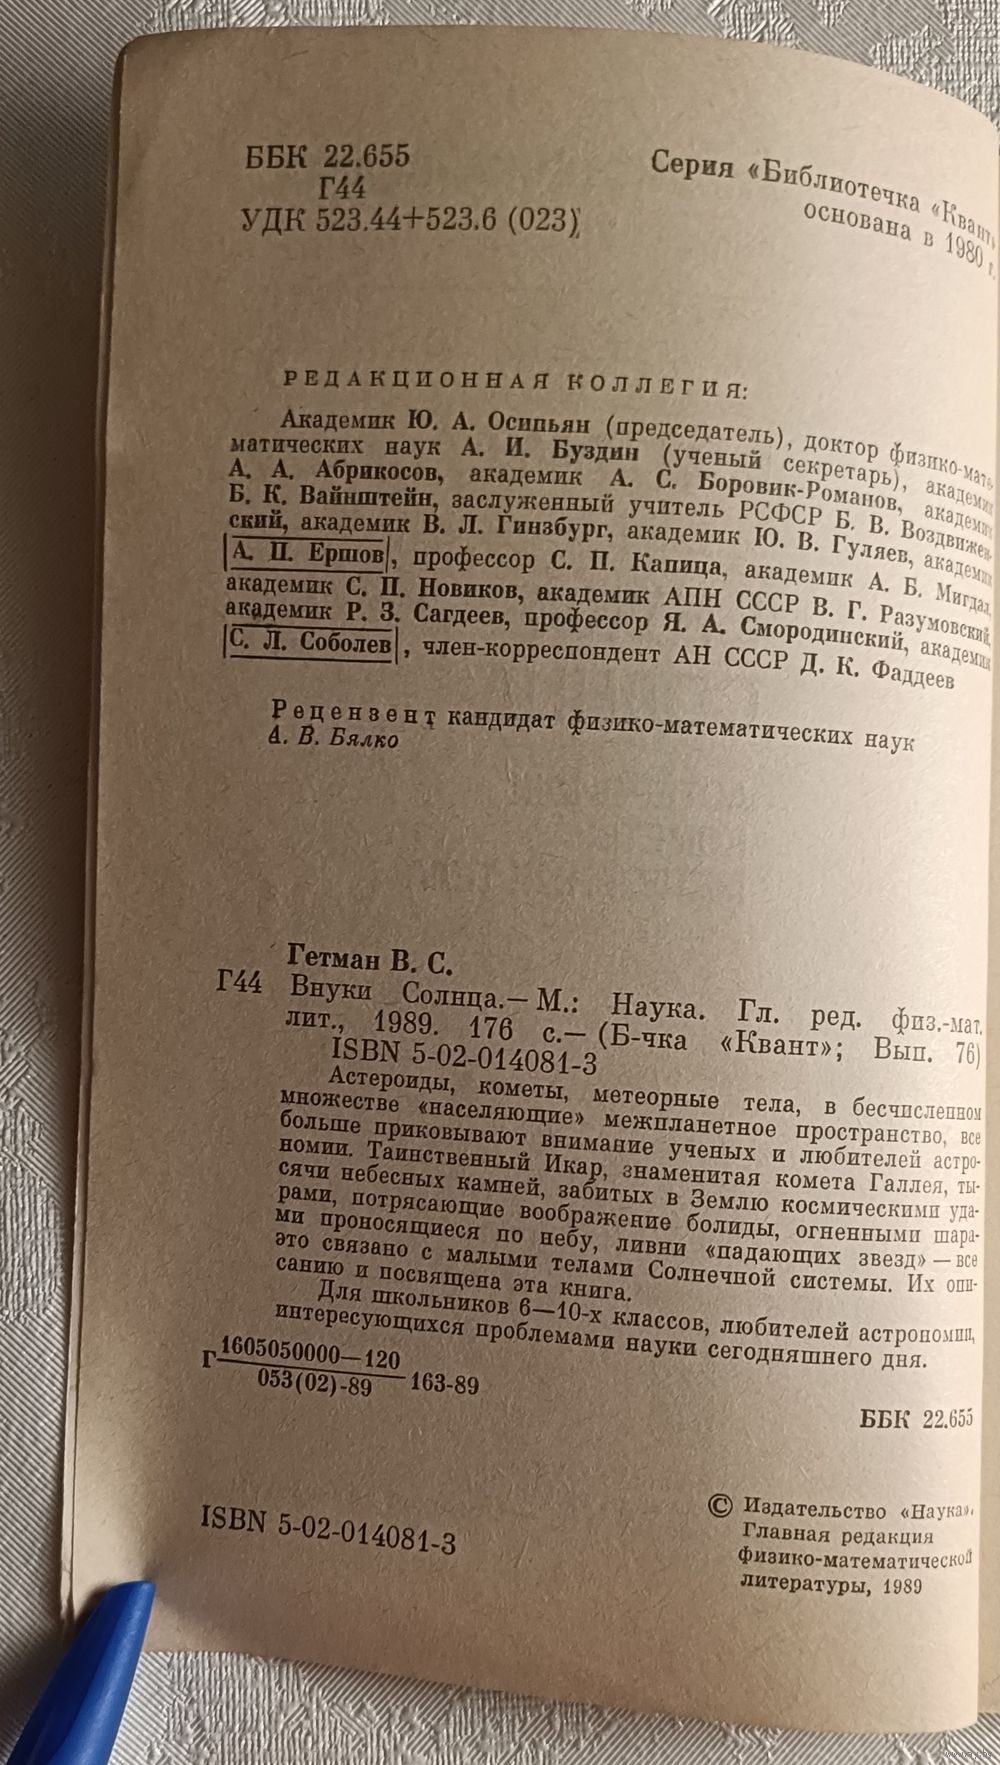 ББК 22.655
Г44
УДК 523.44+523.6 (023)
Серия «Библиотечка «Квант»
основана в 1980 г.
РЕДАКЦИОННАЯ КОЛЛЕГИЯ:
Академик Ю. А. Осипьян (председатель), доктор физико-мате-
матических наук А. И. Буздин (ученый секретарь), академик
А. А. Абрикосов, академик А. С. Боровик-Романов, академик
Б. К. Вайнштейн, заслуженный учитель РСФСР Б. В. Воздвижен-
ский, академик В. Л. Гинзбург, академик Ю. В. Гуляев, академик
А. П. Ершов, профессор С. П. Капица, академик А. Б. Мигдал,
академик С. П. Новиков, академик АПН СССР В. Г. Разумовский,
академик Р. З. Сагдеев, профессор Я. А. Смородинский, академик
С. Л. Соболев, член-корреспондент АН СССР Д. К. Фаддеев
Рецензент кандидат физико-математических наук
А. В. Бялко
Гетман В. С.
Г44 Внуки Солнца.— М.: Наука. Гл. ред. физ.-мат.
лит., 1989. 176 с.— (Б-чка «Квант»; Вып. 76)
ISBN 5-02-014081-3
Астероиды, кометы, метеорные тела, в бесчисленном
множестве «населяющие» межпланетное пространство, все
больше приковывают внимание ученых и любителей астро-
номии. Таинственный Икар, знаменитая комета Галлея, ты-
сячи небесных камней, забитых в Землю космическими уда-
рами, потрясающие воображение болиды, огненными шара-
ми проносящиеся по небу, ливни «падающих звезд» — все
это связано с малыми телами Солнечной системы. Их опи-
санию и посвящена эта книга.
Для школьников 6—10-х классов, любителей астрономии,
интересующихся проблемами науки сегодняшнего дня.
Г 1605050000—120
053(02)-89 163-89
ББК 22.655
ISBN 5-02-014081-3
© Издательство «Наука».
Главная редакция
физико-математической
литературы, 1989